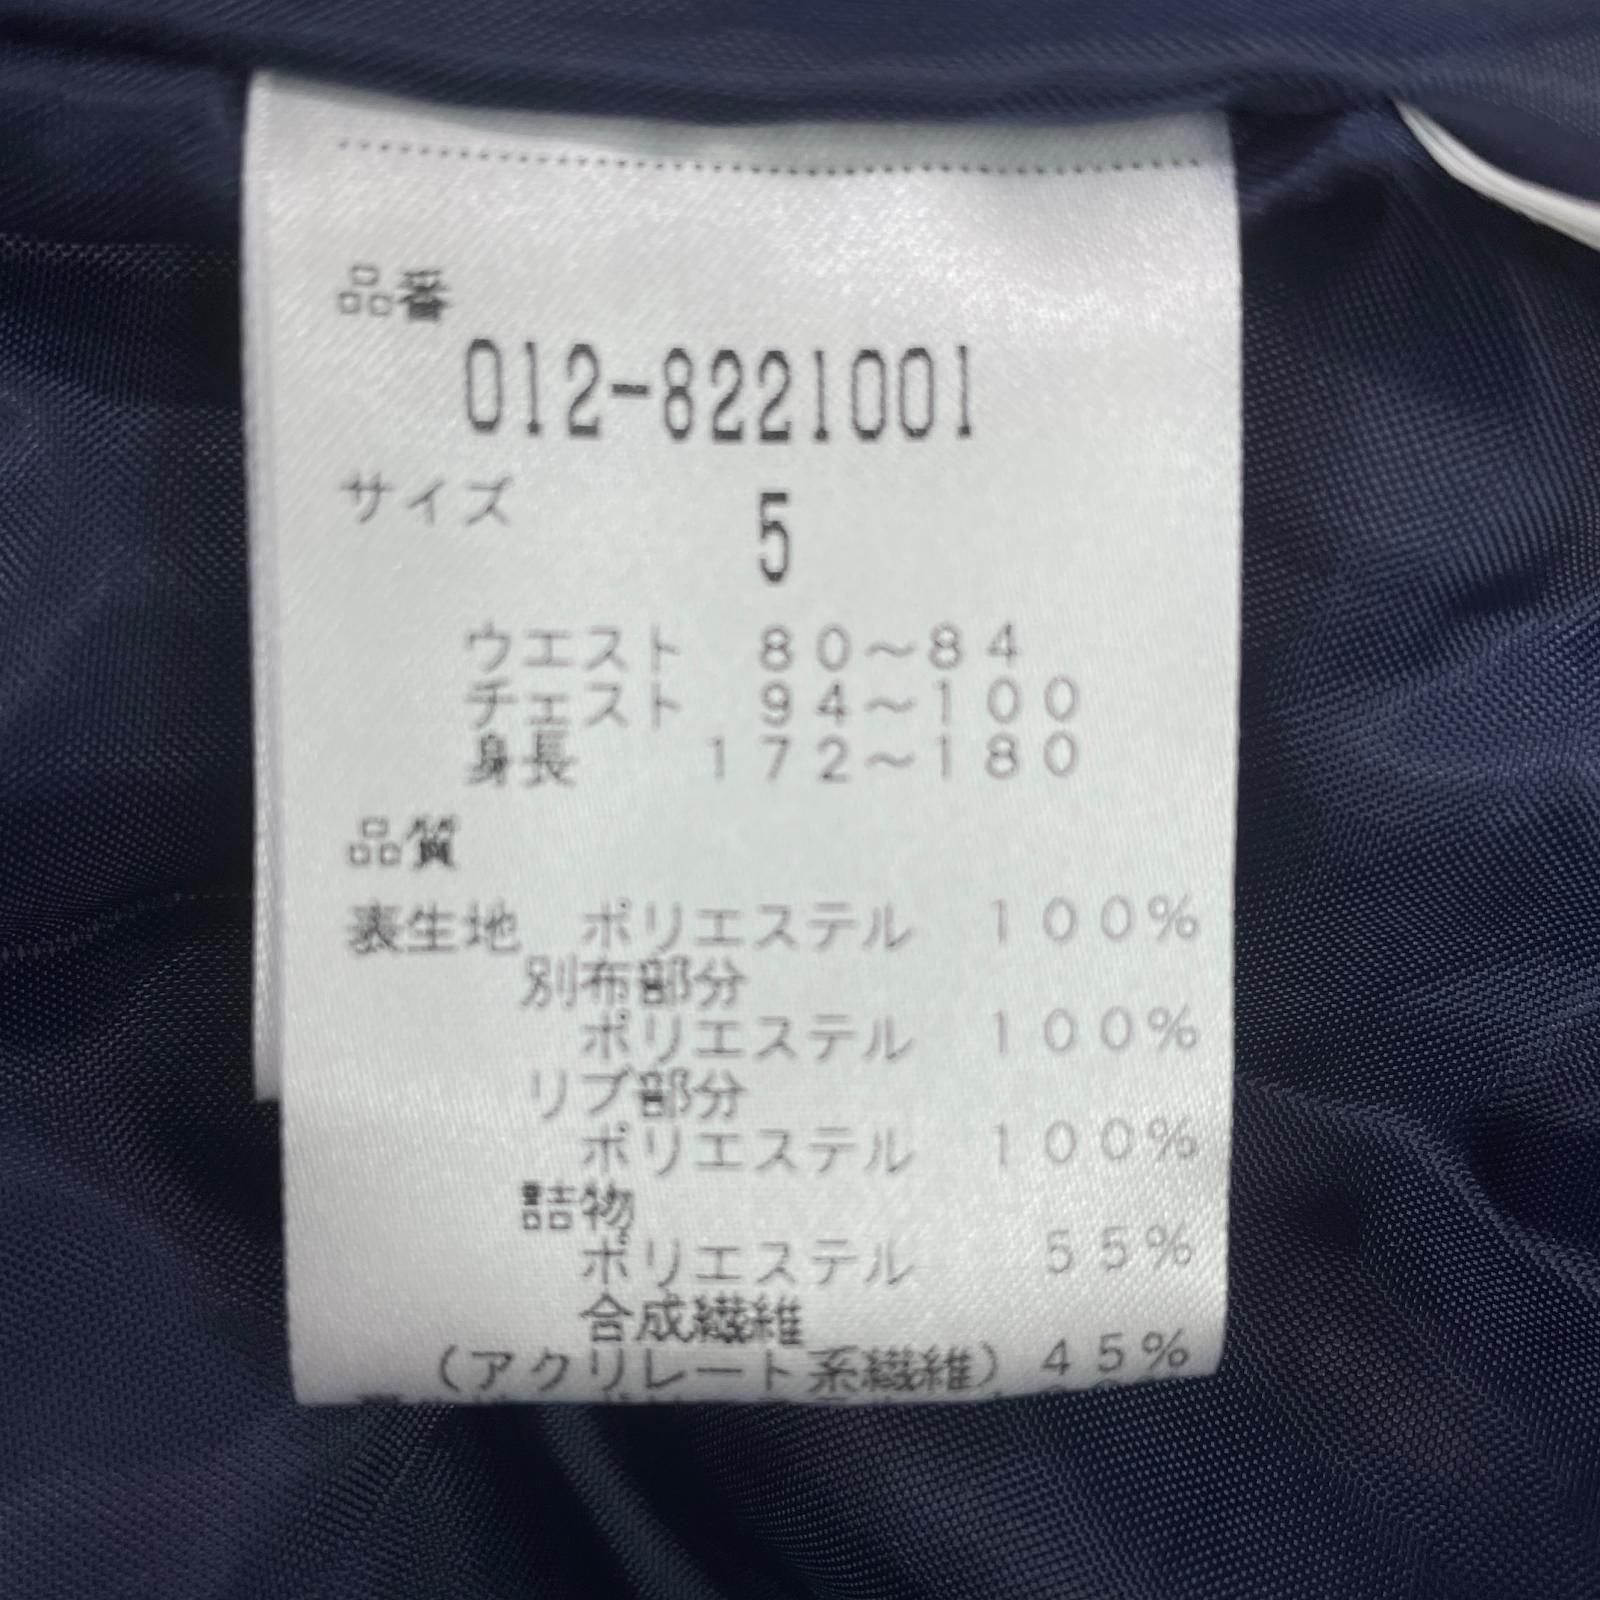 品番
012-8221001
サイズ
5
ウエスト 80～84
チェスト 94～100
身長 172～180
品質
表生地 ポリエステル 100%
別布部分
ポリエステル 100%
リブ部分
ポリエステル 100%
詰物
ポリエステル 55%
合成繊維
(アクリレート系繊維) 45%